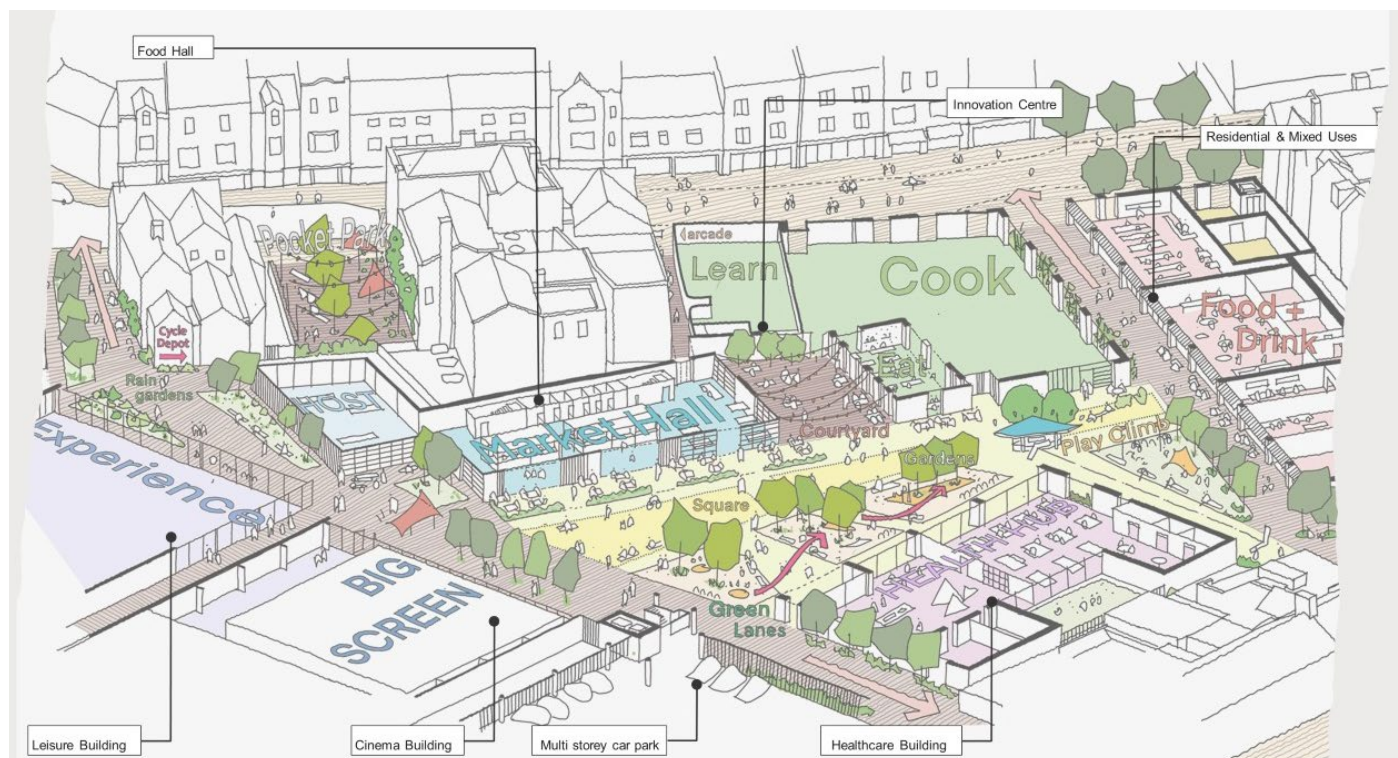 Food Hall
Innovation Centre
Residential & Mixed Uses
Pocket Park
arcade
Learn
Cook
Food +
Drink
Cycle
Depot
Rain
gardens
HOST
Eat
Market Hall
Courtyard
Play Climb
Experience
Gardens
Square
HEALTH HUB
BIG
SCREEN
Green
Lanes
Leisure Building
Cinema Building
Multi storey car park
Healthcare Building